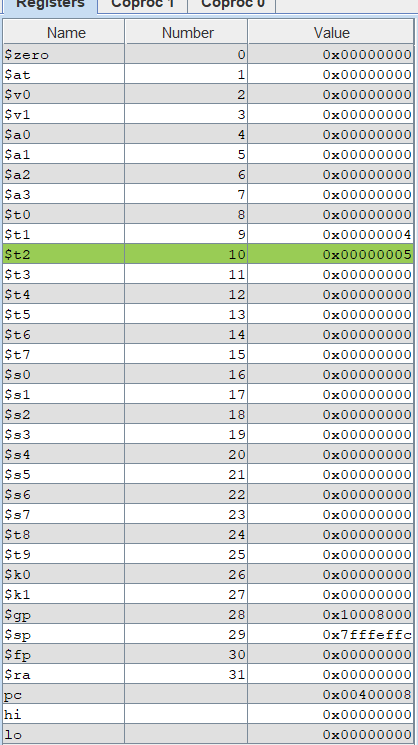 Registers Coproc 1 Coproc 0
Name Number Value
$zero 0 0x00000000
$at 1 0x00000000
$v0 2 0x00000000
$v1 3 0x00000000
$a0 4 0x00000000
$a1 5 0x00000000
$a2 6 0x00000000
$a3 7 0x00000000
$t0 8 0x00000000
$t1 9 0x00000004
$t2 10 0x00000005
$t3 11 0x00000000
$t4 12 0x00000000
$t5 13 0x00000000
$t6 14 0x00000000
$t7 15 0x00000000
$s0 16 0x00000000
$s1 17 0x00000000
$s2 18 0x00000000
$s3 19 0x00000000
$s4 20 0x00000000
$s5 21 0x00000000
$s6 22 0x00000000
$s7 23 0x00000000
$t8 24 0x00000000
$t9 25 0x00000000
$k0 26 0x00000000
$k1 27 0x00000000
$gp 28 0x10008000
$sp 29 0x7fffeffc
$fp 30 0x00000000
$ra 31 0x00000000
pc 0x00400008
hi 0x00000000
lo 0x00000000